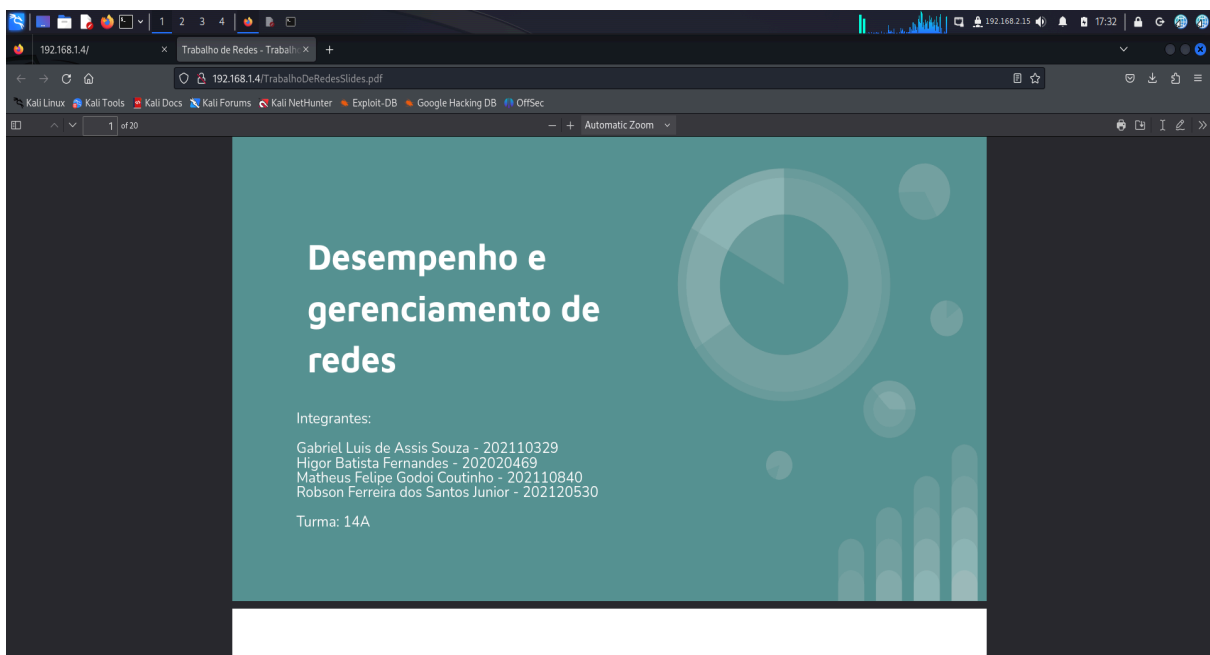 1 2 3 4
192.168.2.15
17:32
192.168.1.4/
Trabalho de Redes - Trabalh
192.168.1.4/TrabalhoDeRedesSlides.pdf
Kali Linux Kali Tools Kali Docs Kali Forums Kali NetHunter Exploit-DB Google Hacking DB OffSec
1 of 20
Automatic Zoom
Desempenho e
gerenciamento de
redes
Integrantes:
Gabriel Luis de Assis Souza - 202110329
Higor Batista Fernandes - 202020469
Matheus Felipe Godoi Coutinho - 202110840
Robson Ferreira dos Santos Junior - 202120530
Turma: 14A